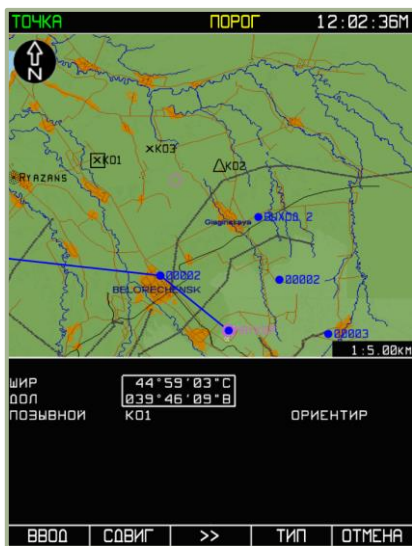 ТОЧКА ПОРОГ 12:02:36М
N
КО3
КО1
КО2
RYAZANS
Giaginskaya
ВЫХОД 2
00002
00002
BELORECHENSK
00003
1:5.00км
ШИР 44°59'03"С
ДОЛ 039°46'09"В
ПОЗЫВНОЙ КО1 ОРИЕНТИР
ВВОД СДВИГ >> ТИП ОТМЕНА